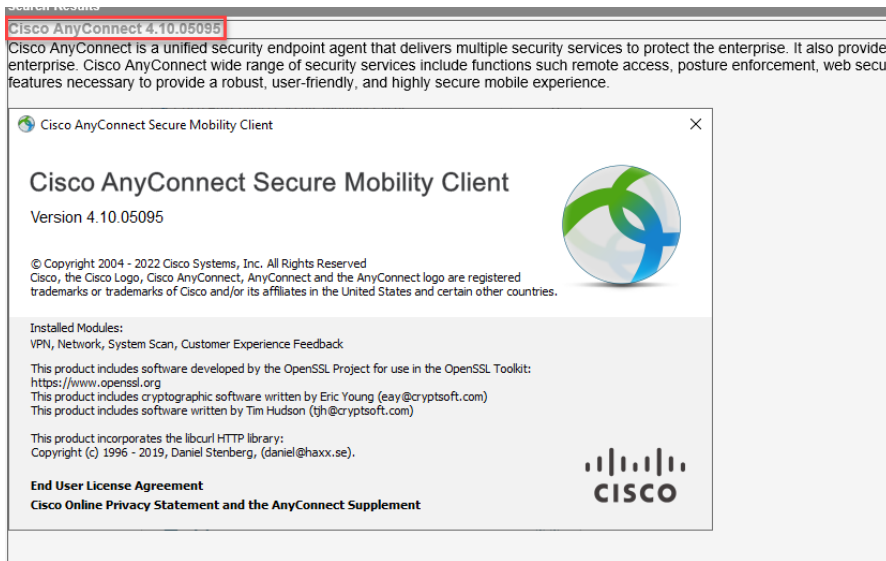 Search Results
Cisco AnyConnect 4.10.05095
Cisco AnyConnect is a unified security endpoint agent that delivers multiple security services to protect the enterprise. It also provide
enterprise. Cisco AnyConnect wide range of security services include functions such remote access, posture enforcement, web secu
features necessary to provide a robust, user-friendly, and highly secure mobile experience.
Cisco AnyConnect Secure Mobility Client
Cisco AnyConnect Secure Mobility Client
Version 4.10.05095
© Copyright 2004 - 2022 Cisco Systems, Inc. All Rights Reserved
Cisco, the Cisco Logo, Cisco AnyConnect, AnyConnect and the AnyConnect logo are registered
trademarks or trademarks of Cisco and/or its affiliates in the United States and certain other countries.
Installed Modules:
VPN, Network, System Scan, Customer Experience Feedback
This product includes software developed by the OpenSSL Project for use in the OpenSSL Toolkit:
https://www.openssl.org
This product includes cryptographic software written by Eric Young (eay@cryptsoft.com)
This product includes software written by Tim Hudson (tjh@cryptsoft.com)
This product incorporates the libcurl HTTP library:
Copyright (c) 1996 - 2019, Daniel Stenberg, (daniel@haxx.se).
End User License Agreement
Cisco Online Privacy Statement and the AnyConnect Supplement
CISCO